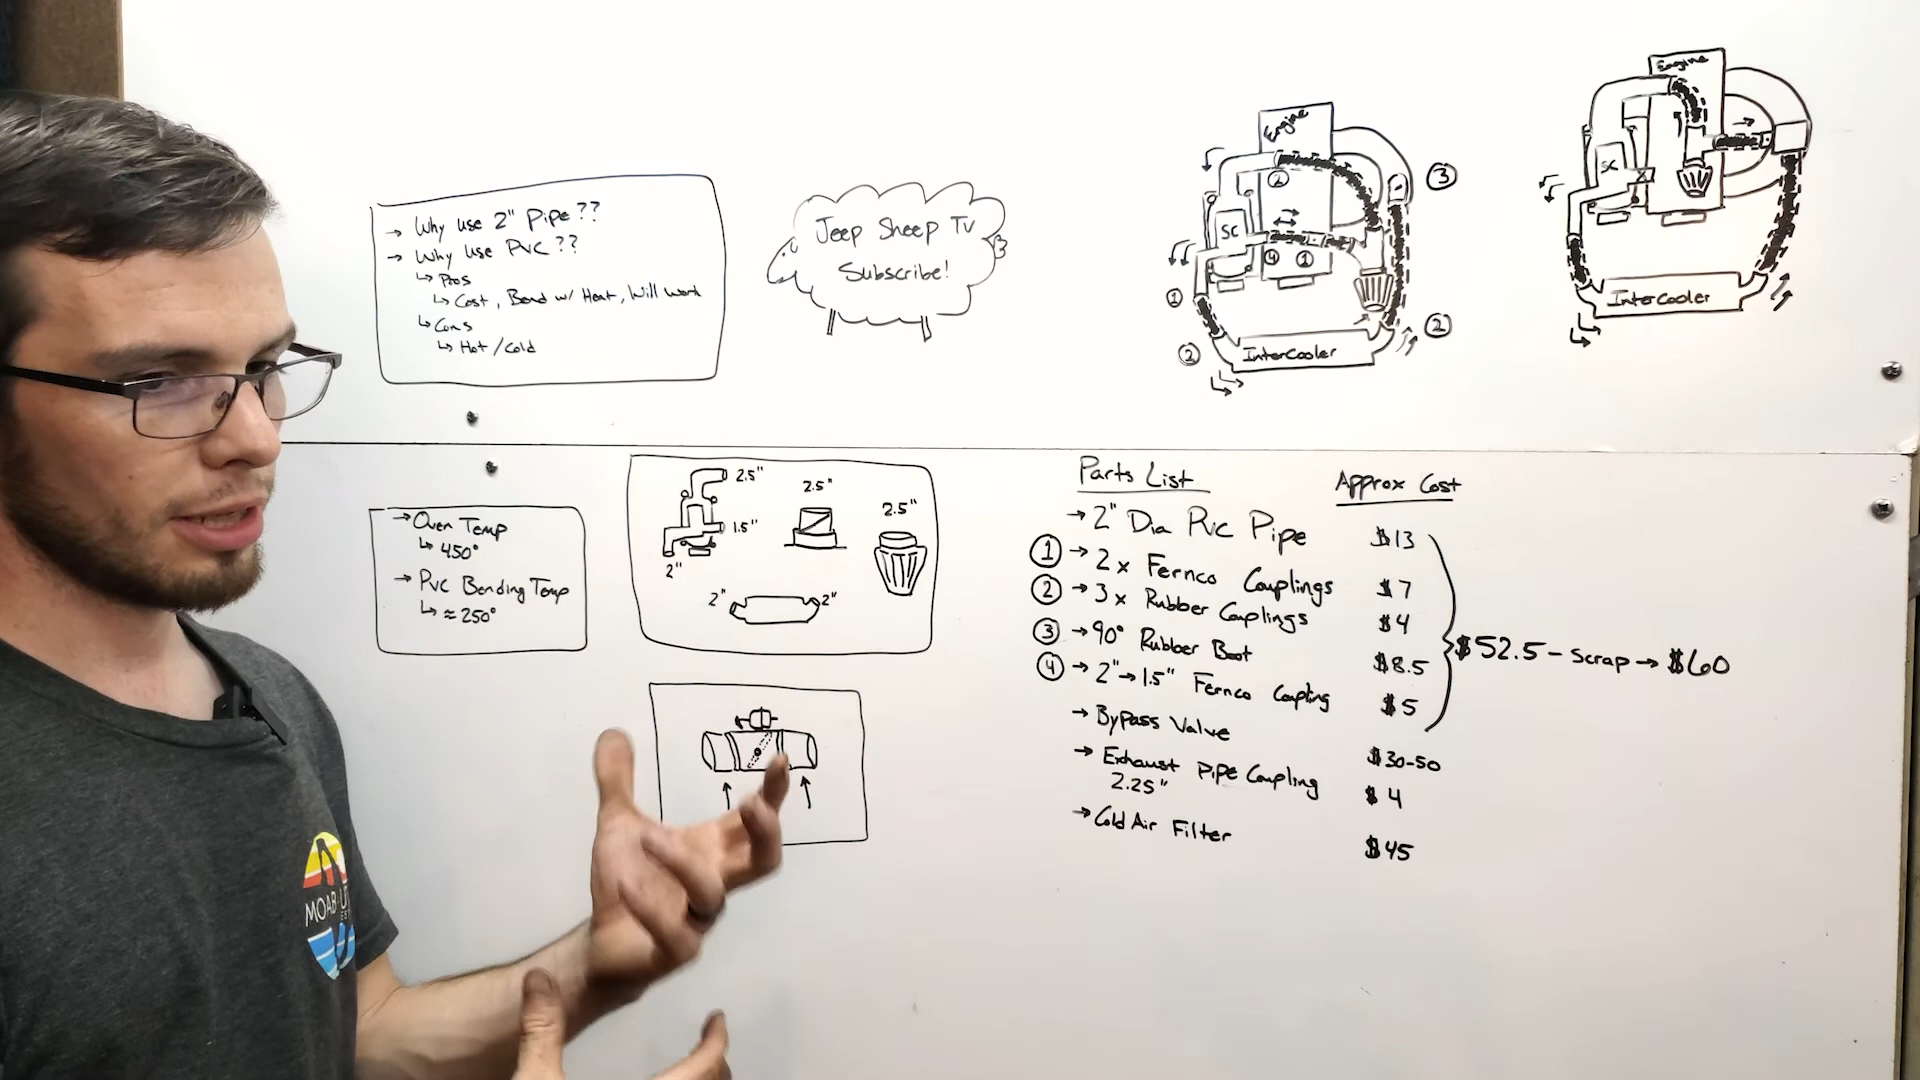 → Why use 2" Pipe??
→ Why Use PVC??
↳ Pros
↳ Cost, Bend w/ Heat, Will Work
↳ Cons
↳ Hot/Cold
Jeep Sheep TV
Subscribe!
Engine
SC
InterCooler
①
②
②
③
②
④
①
Engine
SC
InterCooler
→ Oven Temp
↳ 450°
→ PVC Bending Temp
↳ ≈ 250°
2.5"
1.5"
2"
2.5"
2.5"
2"
2"
Parts List
Approx Cost
→ 2" Dia PVC Pipe $13
① → 2x Fernco Couplings $7
② → 3x Rubber Couplings $4
③ → 90° Rubber Boot $8.5
④ → 2" → 1.5" Fernco Coupling $5
$52.5 - Scrap → $60
→ Bypass Valve $30-50
→ Exhaust Pipe Coupling $4
2.25"
→ Cold Air Filter $45
MOAB